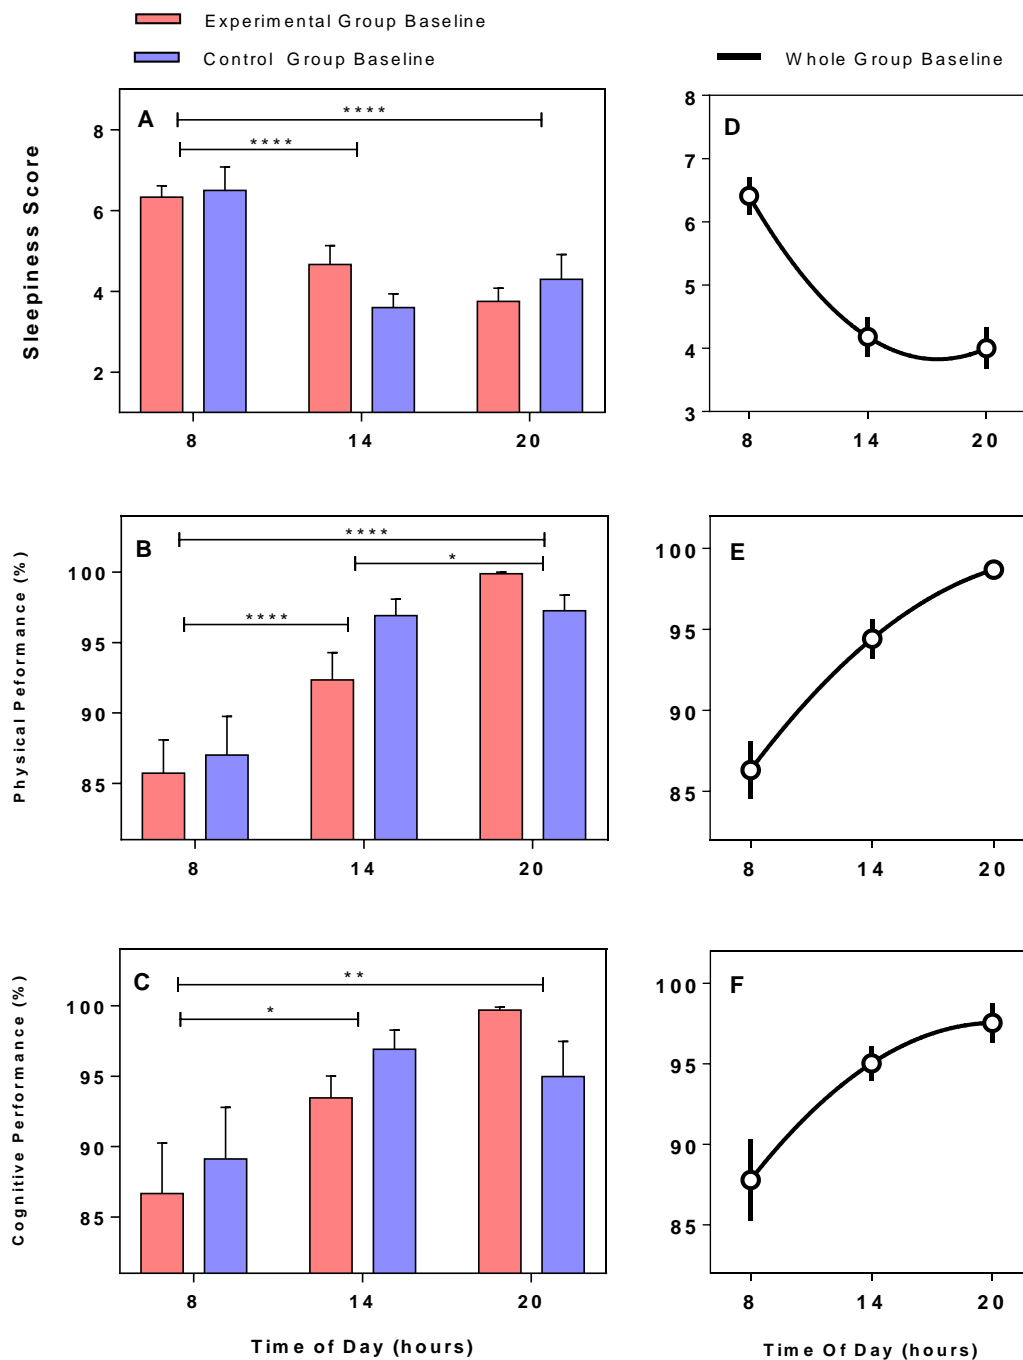 Experimental Group Baseline
Control Group Baseline
Whole Group Baseline
A
****
****
Sleepiness Score
8
6
4
2
8 14 20
D
8
7
6
5
4
3
8 14 20
B
****
*
****
Physical Peformance (%)
100
95
90
85
8 14 20
E
100
95
90
85
8 14 20
C
**
*
Cognitive Performance (%)
100
95
90
85
8 14 20
Time of Day (hours)
F
100
95
90
85
8 14 20
Time Of Day (hours)